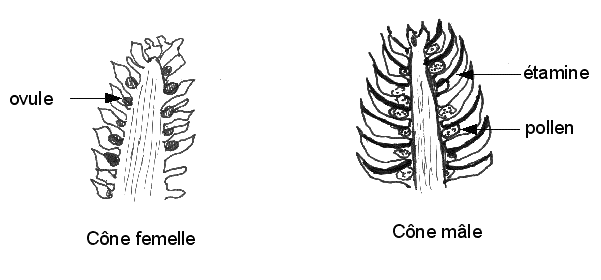 ovule
étamine
pollen
Cône femelle
Cône mâle